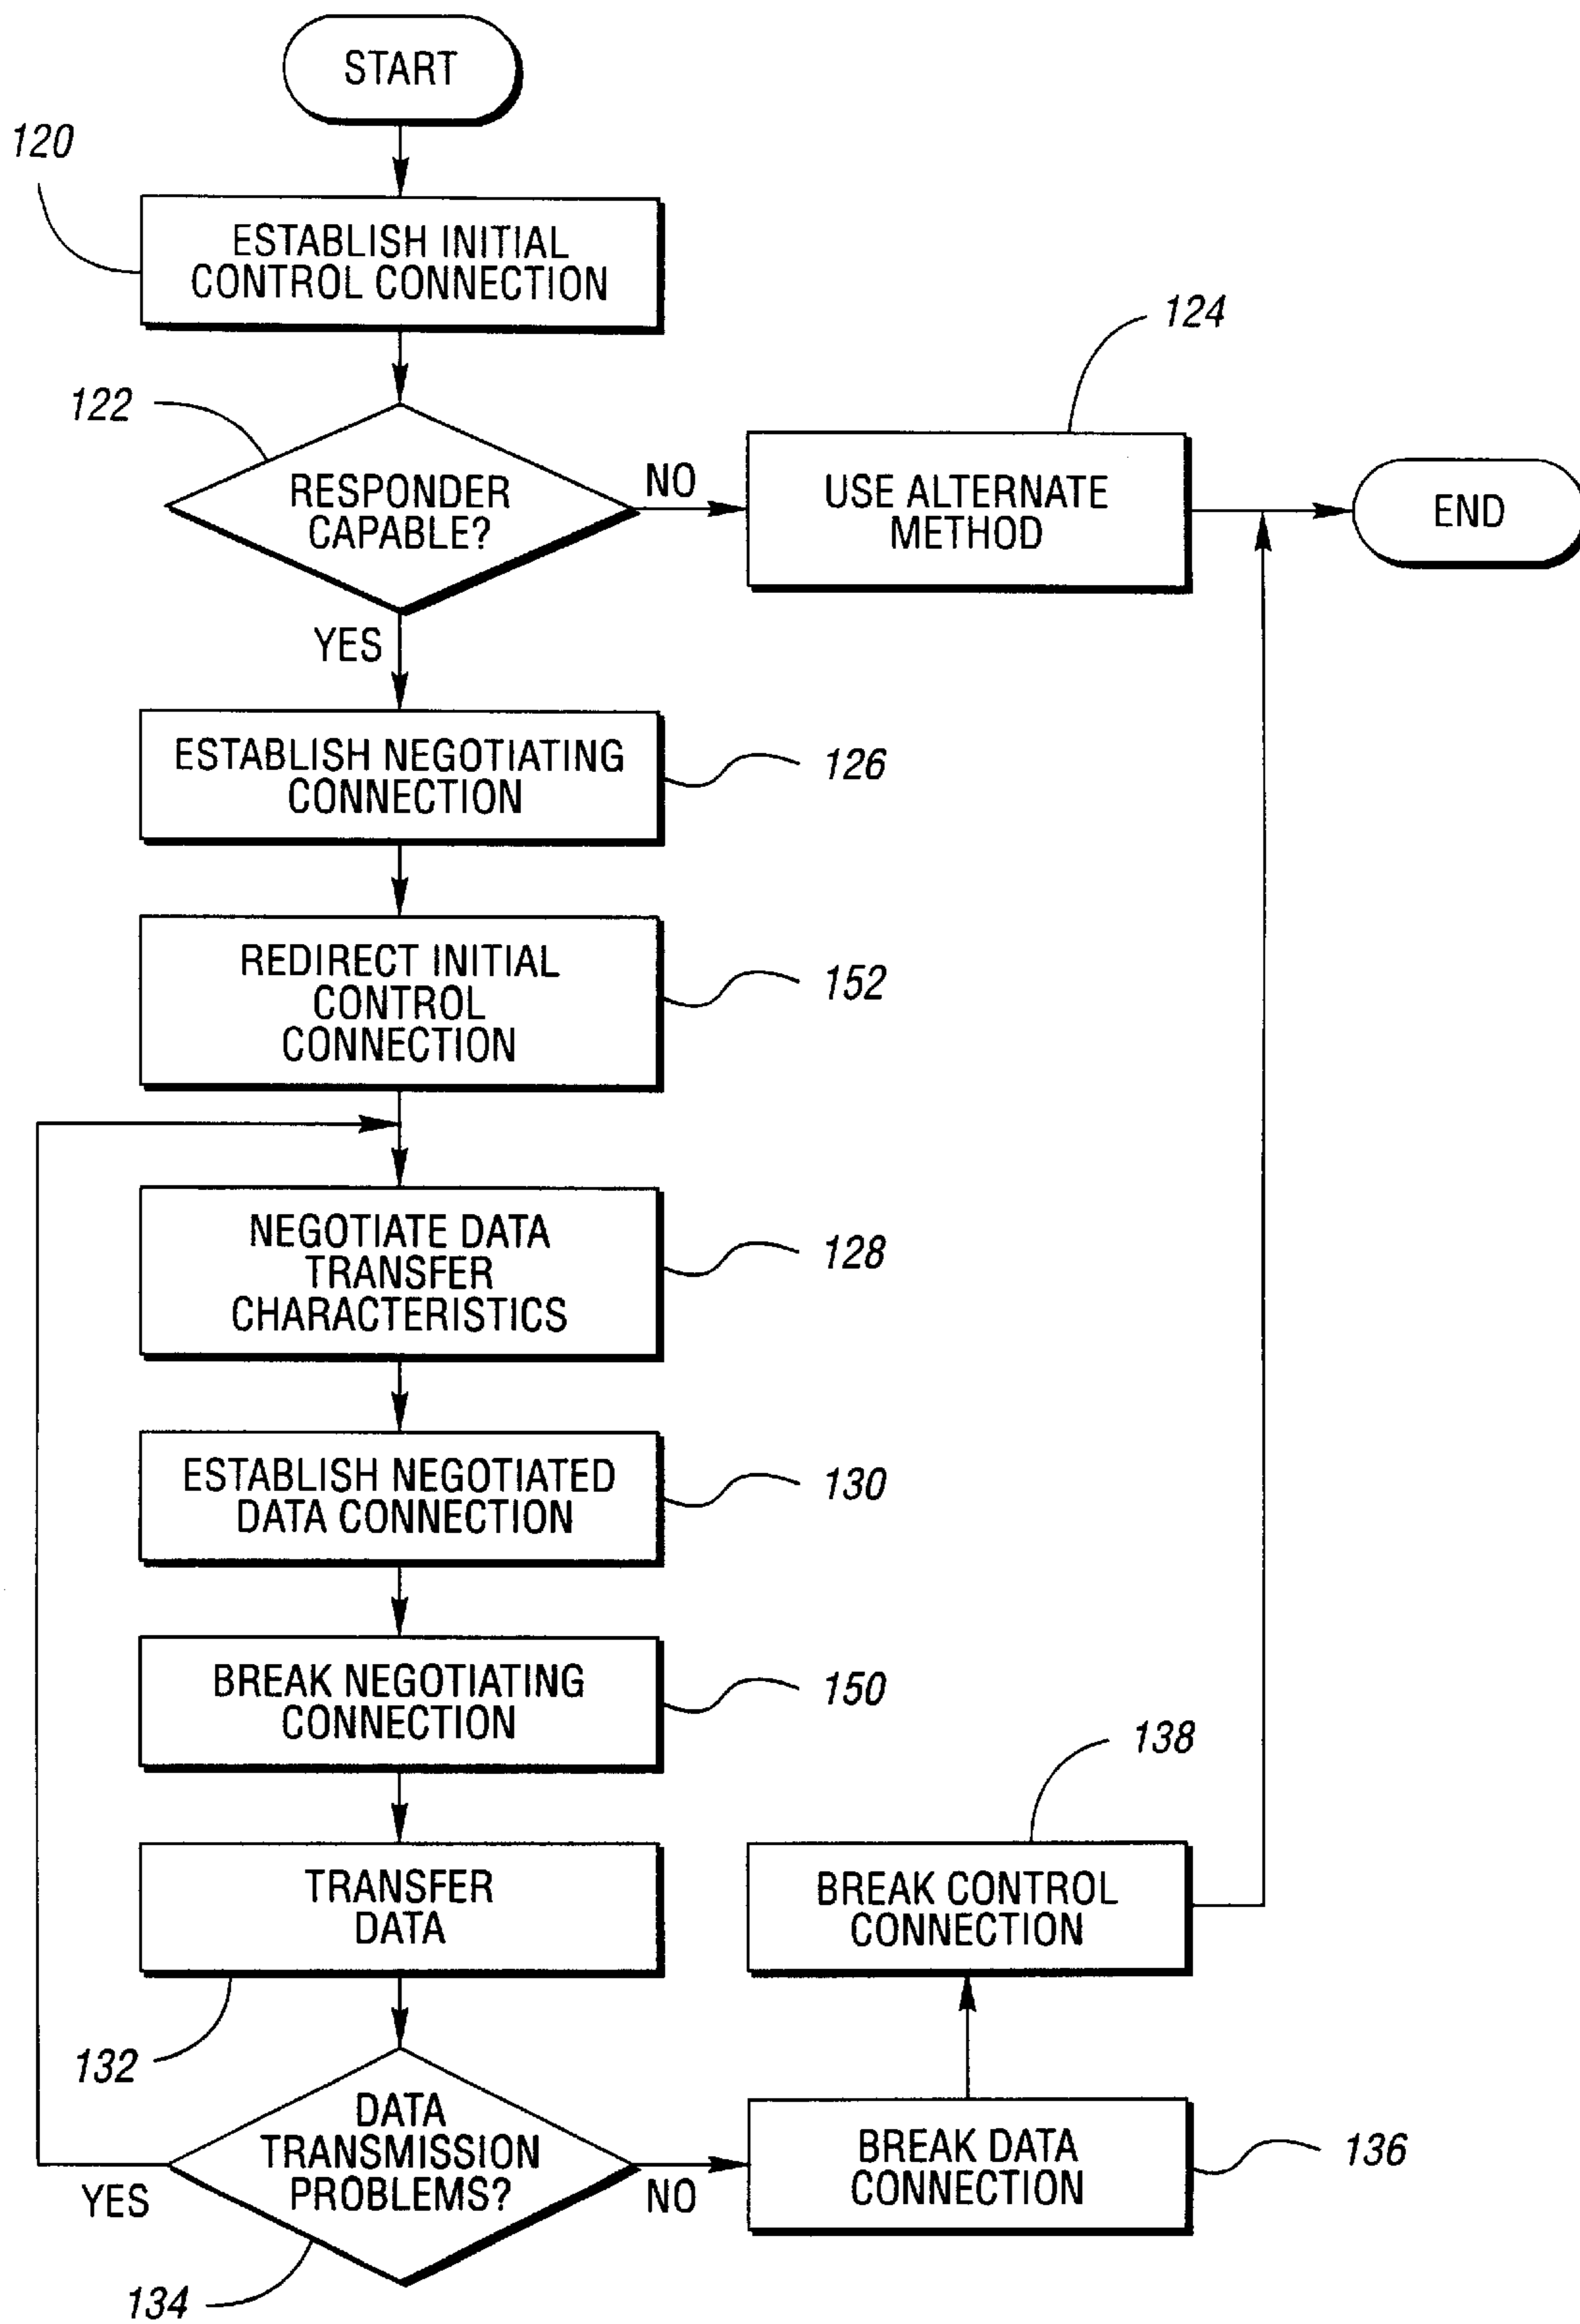 START
120
ESTABLISH INITIAL
CONTROL CONNECTION
124
122
RESPONDER
CAPABLE?
NO
USE ALTERNATE
METHOD
END
YES
ESTABLISH NEGOTIATING
CONNECTION
126
REDIRECT INITIAL
CONTROL
CONNECTION
152
NEGOTIATE DATA
TRANSFER
CHARACTERISTICS
128
ESTABLISH NEGOTIATED
DATA CONNECTION
130
BREAK NEGOTIATING
CONNECTION
150
138
TRANSFER
DATA
BREAK CONTROL
CONNECTION
132
DATA
TRANSMISSION
PROBLEMS?
YES
NO
BREAK DATA
CONNECTION
136
134